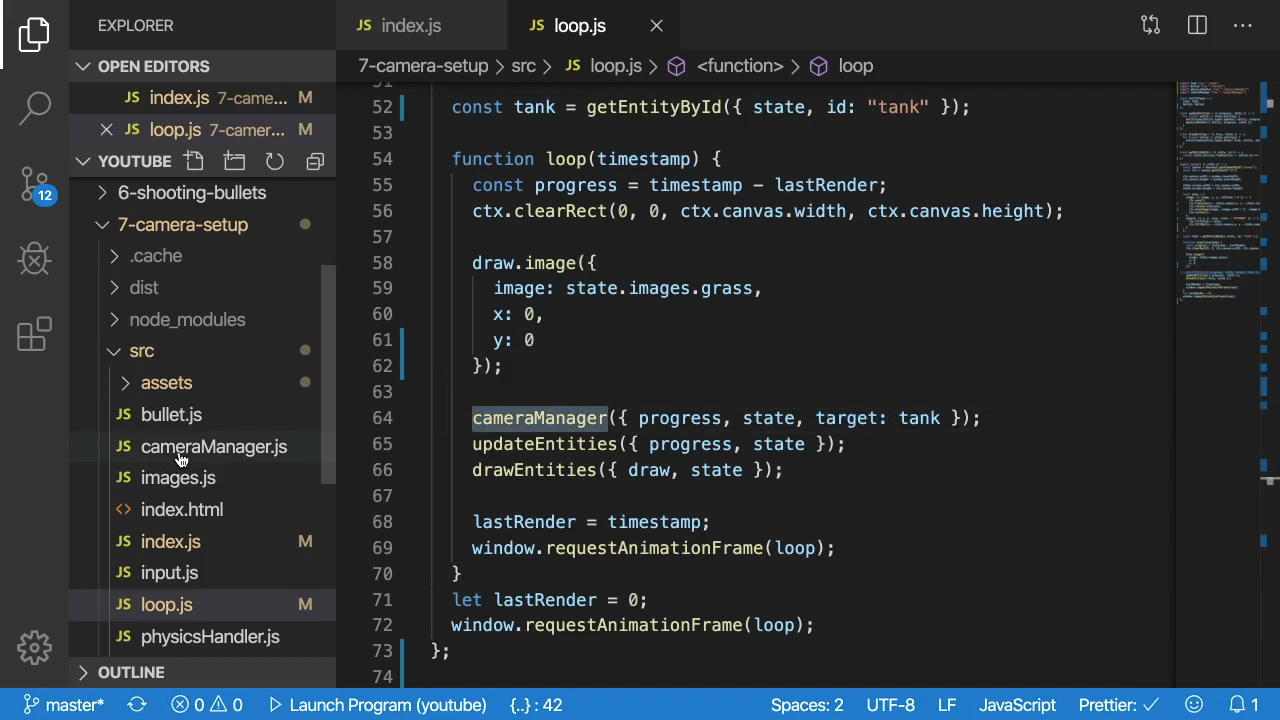 EXPLORER
OPEN EDITORS
JS index.js 7-came... M
JS loop.js 7-camer... M
YOUTUBE
6-shooting-bullets
7-camera-setup
.cache
dist
node_modules
src
assets
JS bullet.js
JS cameraManager.js
JS images.js
<> index.html
JS index.js M
JS input.js
JS loop.js M
JS physicsHandler.js
OUTLINE
12
JS index.js
JS loop.js
7-camera-setup > src > JS loop.js > <function> > loop
51
52 const tank = getEntityById({ state, id: "tank" });
53
54 function loop(timestamp) {
55 const progress = timestamp - lastRender;
56 ctx.clearRect(0, 0, ctx.canvas.width, ctx.canvas.height);
57
58 draw.image({
59 image: state.images.grass,
60 x: 0,
61 y: 0
62 });
63
64 cameraManager({ progress, state, target: tank });
65 updateEntities({ progress, state });
66 drawEntities({ draw, state });
67
68 lastRender = timestamp;
69 window.requestAnimationFrame(loop);
70 }
71 let lastRender = 0;
72 window.requestAnimationFrame(loop);
73 };
74
master* 0 0 Launch Program (youtube) {..} : 42 Spaces: 2 UTF-8 LF JavaScript Prettier: ✓ 1